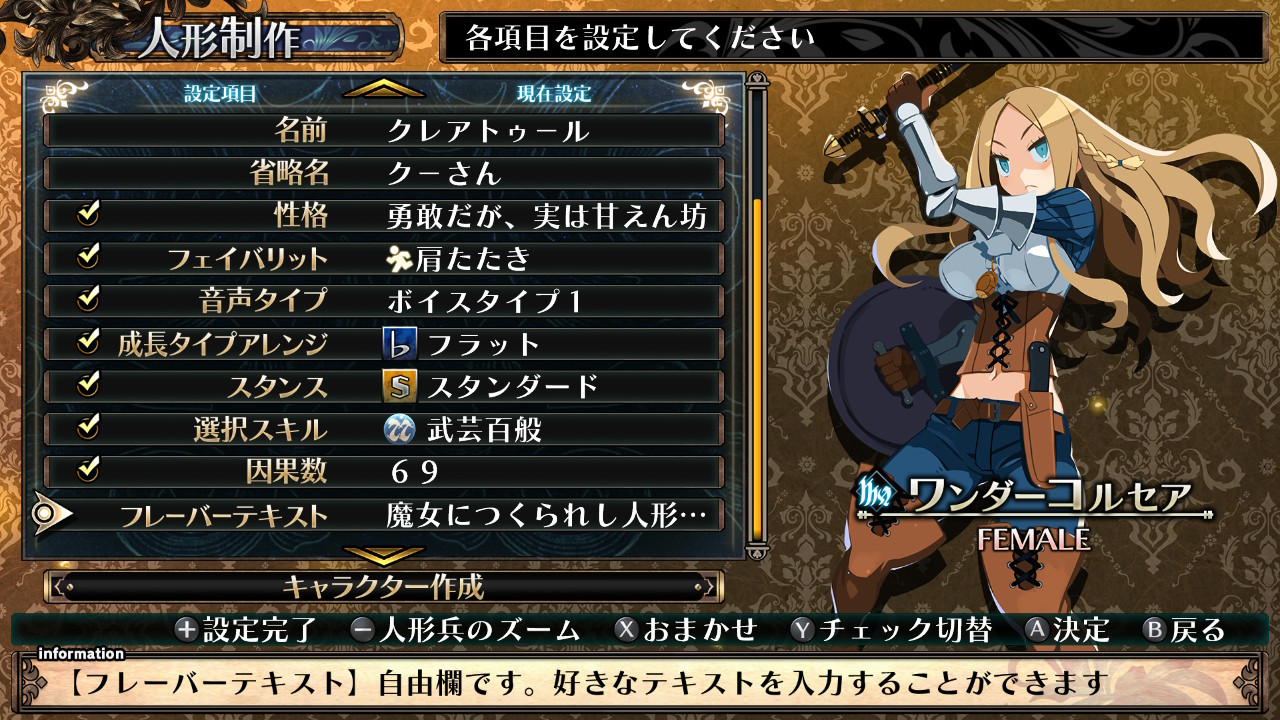 人形制作
各項目を設定してください
設定項目 現在設定
名前 クレアトゥール
省略名 クーさん
性格 勇敢だが、実は甘えん坊
フェイバリット 肩たたき
音声タイプ ボイスタイプ1
成長タイプアレンジ フラット
スタンス S スタンダード
選択スキル 武芸百般
因果数 69
フレーバーテキスト 魔女につくられし人形…
キャラクター作成
ワンダーコルセア
FEMALE
+設定完了 -人形兵のズーム Xおまかせ Yチェック切替 A決定 B戻る
information
【フレーバーテキスト】自由欄です。好きなテキストを入力することができます